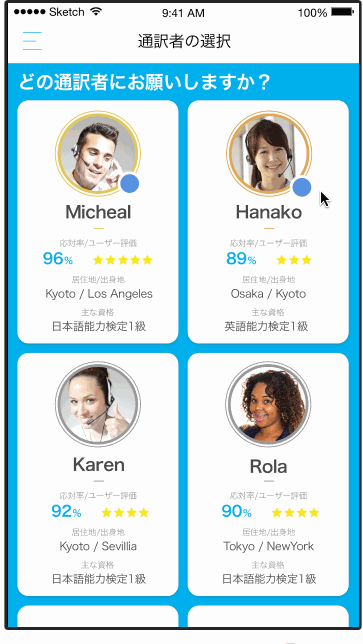 Sketch 9:41 AM 100%
通訳者の選択
どの通訳者にお願いしますか？
Micheal
応対率/ユーザー評価
96%
居住地/出身地
Kyoto / Los Angeles
主な資格
日本語能力検定1級
Hanako
応対率/ユーザー評価
89%
居住地/出身地
Osaka / Kyoto
主な資格
英語能力検定1級
Karen
応対率/ユーザー評価
92%
居住地/出身地
Kyoto / Sevillia
主な資格
日本語能力検定1級
Rola
応対率/ユーザー評価
90%
居住地/出身地
Tokyo / NewYork
主な資格
日本語能力検定1級